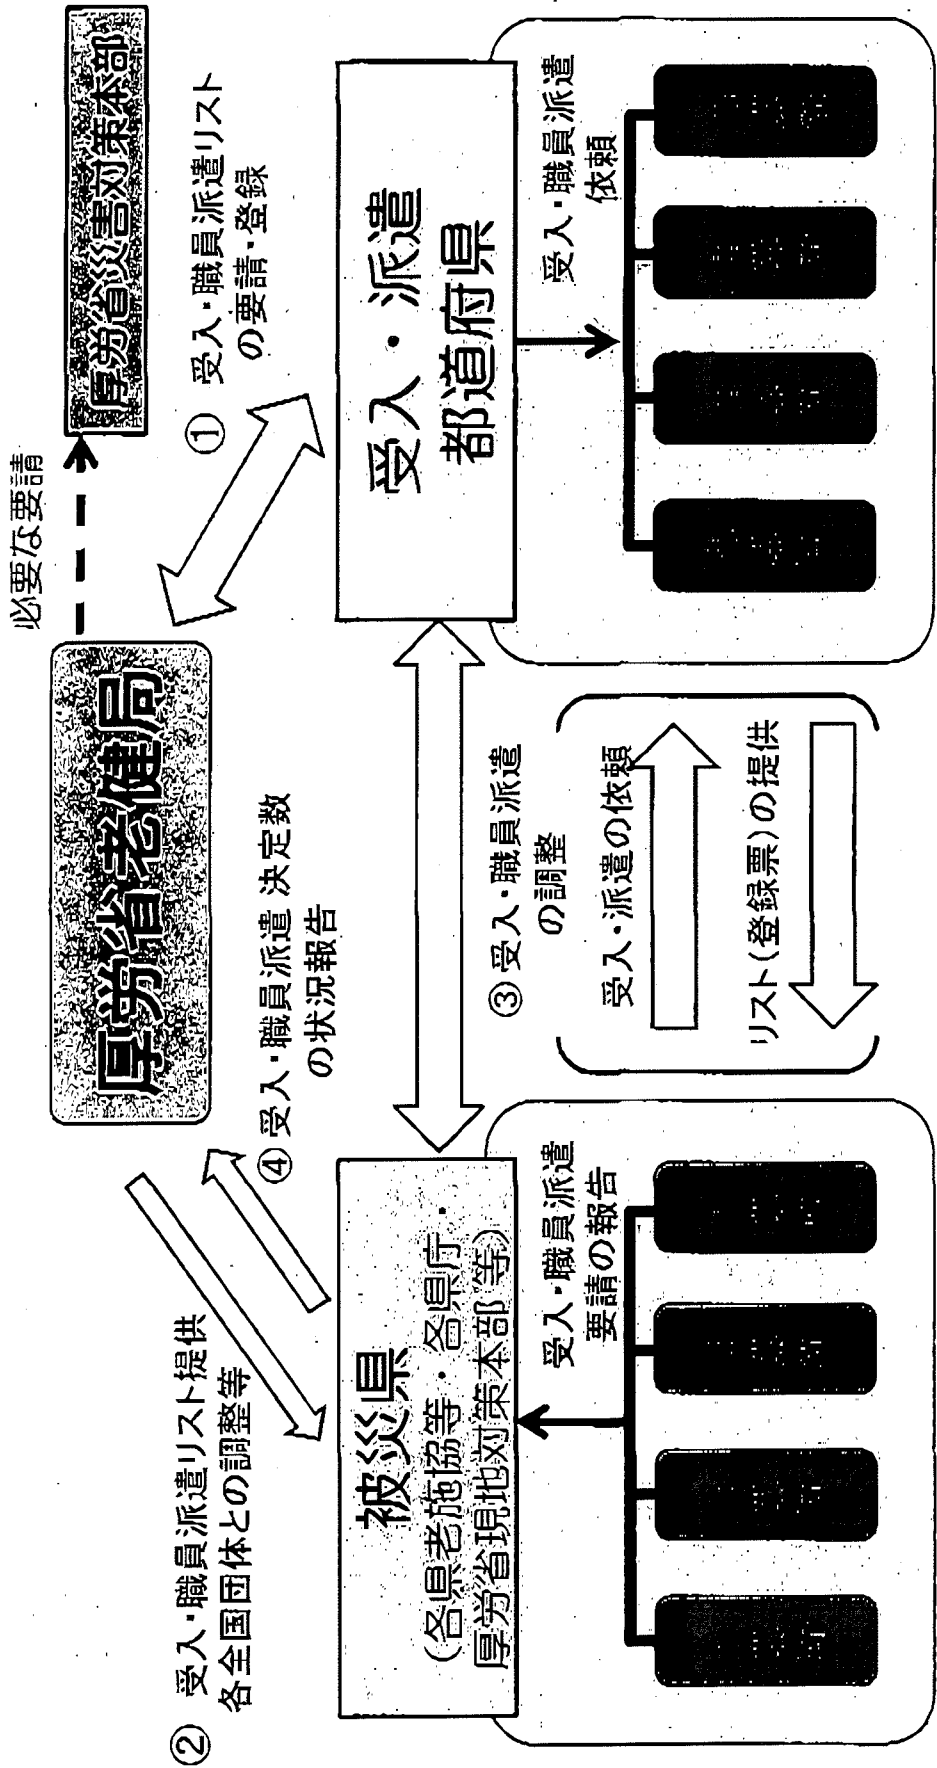 厚労省老健局
必要な要請
厚労省災害対策本部
② 受入・職員派遣リスト提供
各全国団体との調整等
④ 受入・職員派遣 決定数
の状況報告
① 受入・職員派遣リスト
の要請・登録
被災県
(各県老施協等・各県庁・
厚労省現地対策本部 等)
③ 受入・職員派遣
の調整
受入・派遣
都道府県
受入・職員派遣
要請の報告
受入・派遣の依頼
リスト(登録票)の提供
受入・職員派遣
依頼